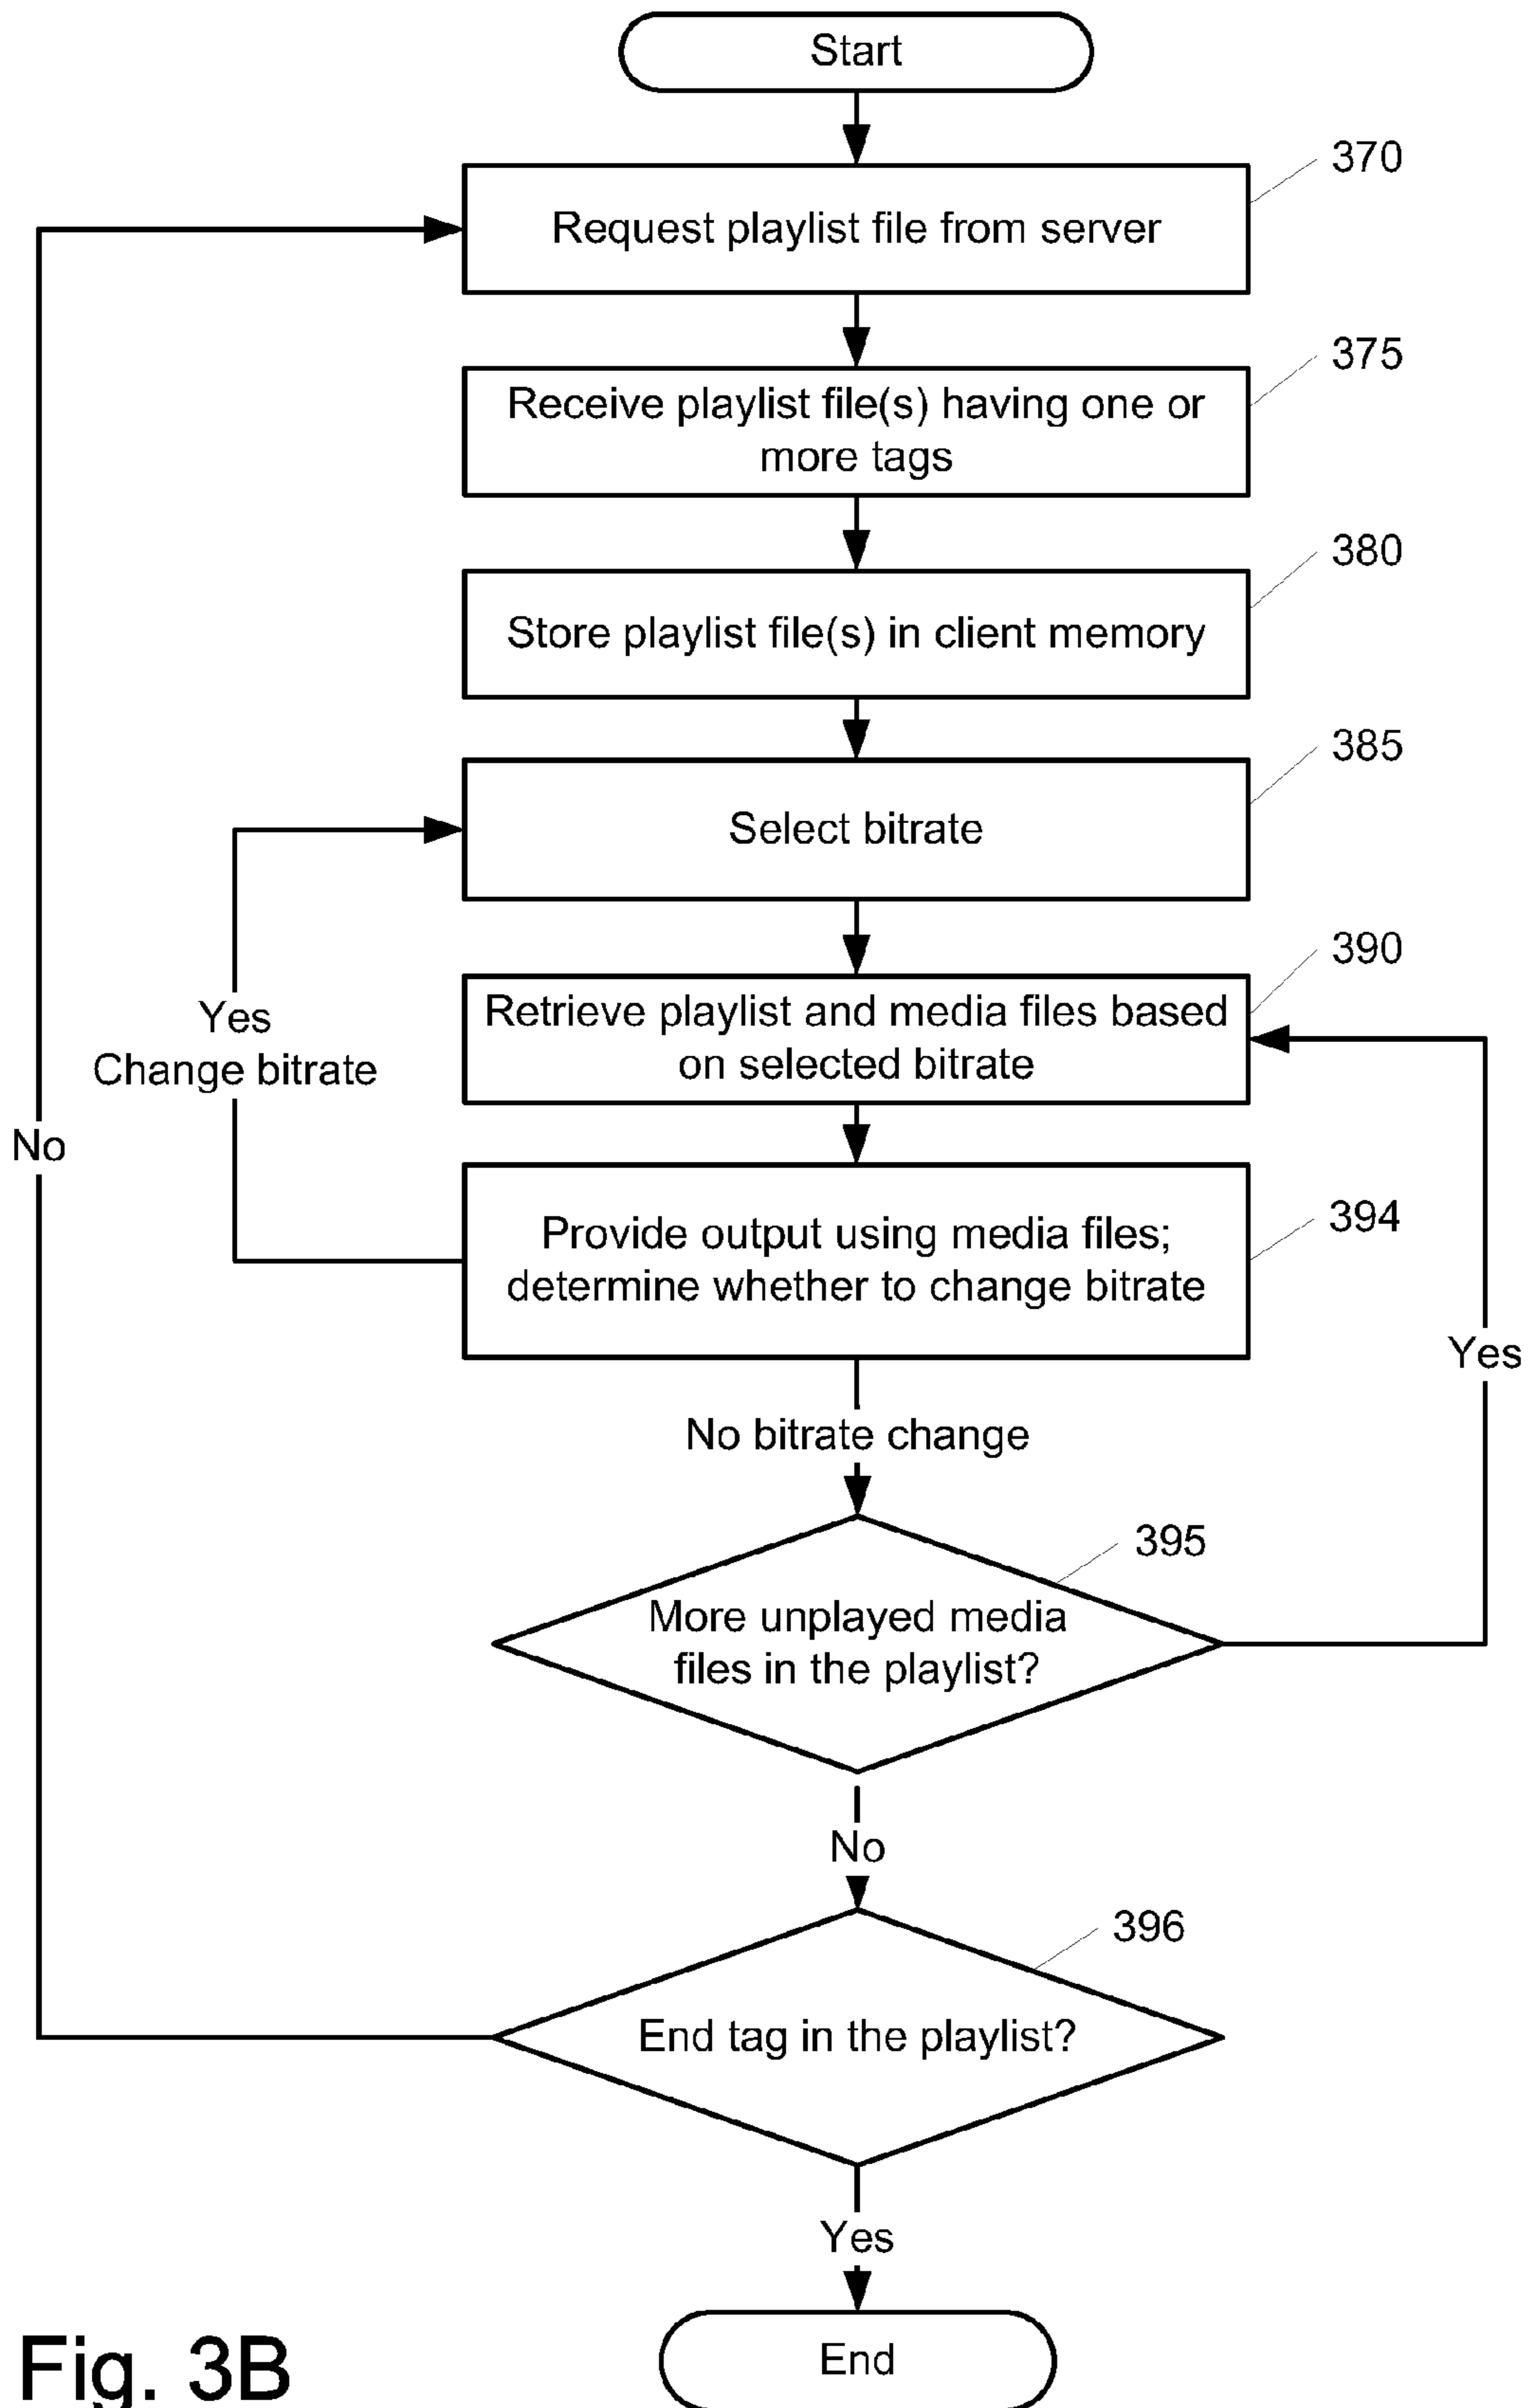 Start
370
Request playlist file from server
375
Receive playlist file(s) having one or
more tags
380
Store playlist file(s) in client memory
385
Select bitrate
390
Retrieve playlist and media files based
on selected bitrate
Yes
Change bitrate
No
394
Provide output using media files;
determine whether to change bitrate
Yes
No bitrate change
395
More unplayed media
files in the playlist?
No
396
End tag in the playlist?
Yes
End
Fig. 3B